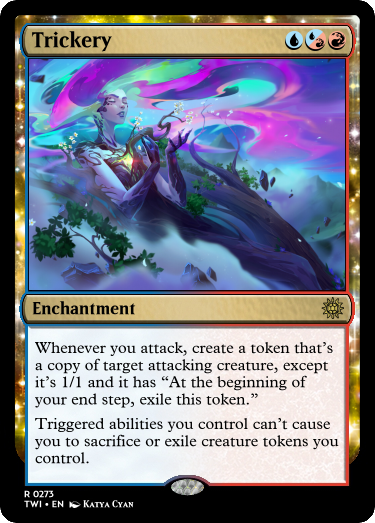 Trickery
Enchantment
Whenever you attack, create a token that's
a copy of target attacking creature, except
it's 1/1 and it has “At the beginning of
your end step, exile this token.”
Triggered abilities you control can't cause
you to sacrifice or exile creature tokens you
control.
R 0273
TWI • EN Katya Cyan